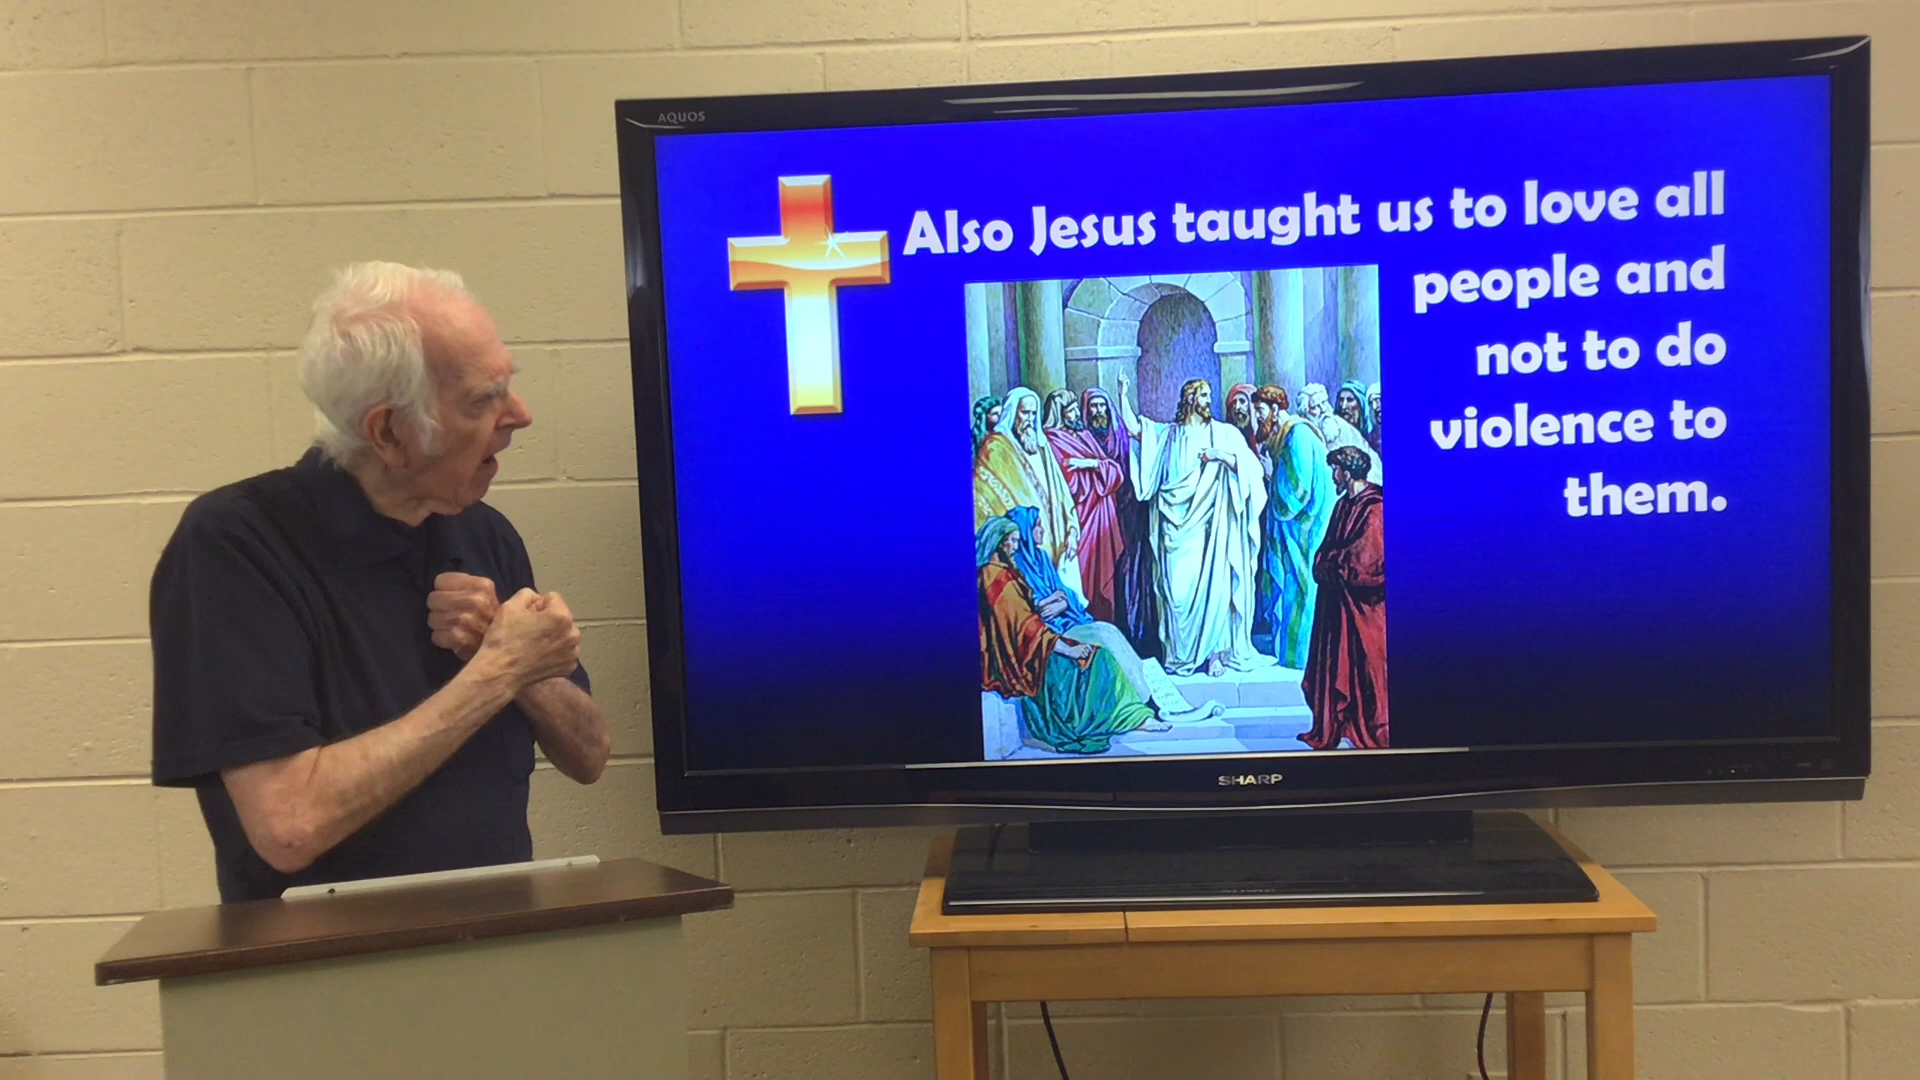 AQUOS
Also Jesus taught us to love all
people and
not to do
violence to
them.
SHARP